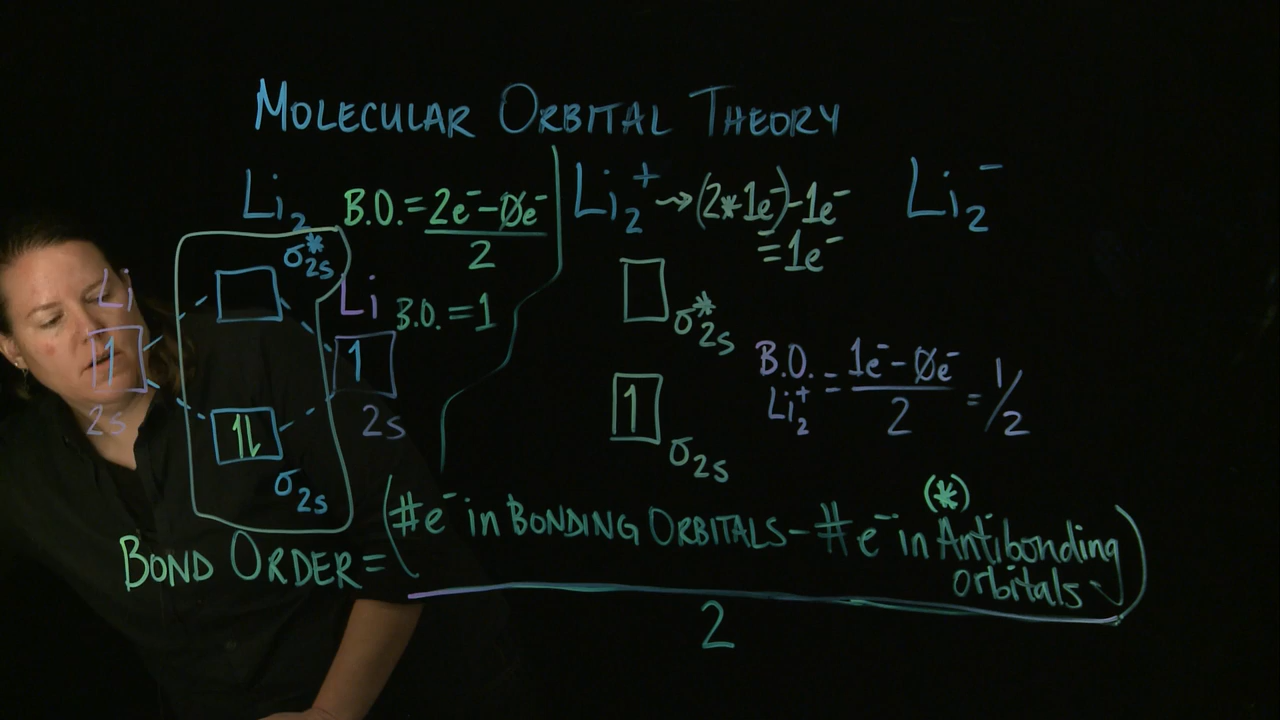 MOLECULAR ORBITAL THEORY
Li₂
B.O. = 2e⁻ - Øe⁻ / 2
B.O. = 1
σ*2s
Li
1
2s
Li
1
2s
1⇂
σ2s
Li₂⁺ → (2*1e⁻) - 1e⁻
= 1e⁻
σ*2s
1
σ2s
B.O. Li₂⁺ = 1e⁻ - Øe⁻ / 2 = 1/2
Li₂⁻
BOND ORDER = (#e⁻ in BONDING ORBITALS - #e⁻ in Antibonding (*) orbitals)
2